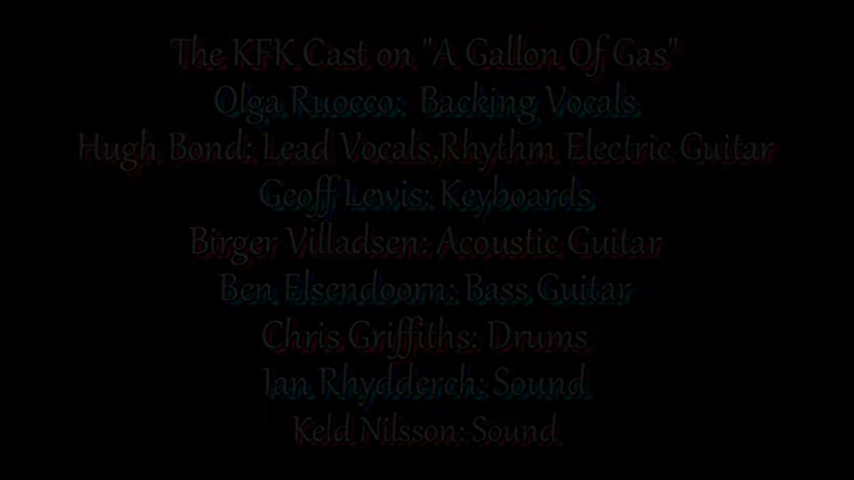 The KFK Cast on "A Gallon Of Gas"
Olga Ruocco: Backing Vocals
Hugh Bond: Lead Vocals,Rhythm Electric Guitar
Geoff Lewis: Keyboards
Birger Villadsen: Acoustic Guitar
Ben Elsendoorn: Bass Guitar
Chris Griffiths: Drums
Ian Rhydderch: Sound
Keld Nilsson: Sound